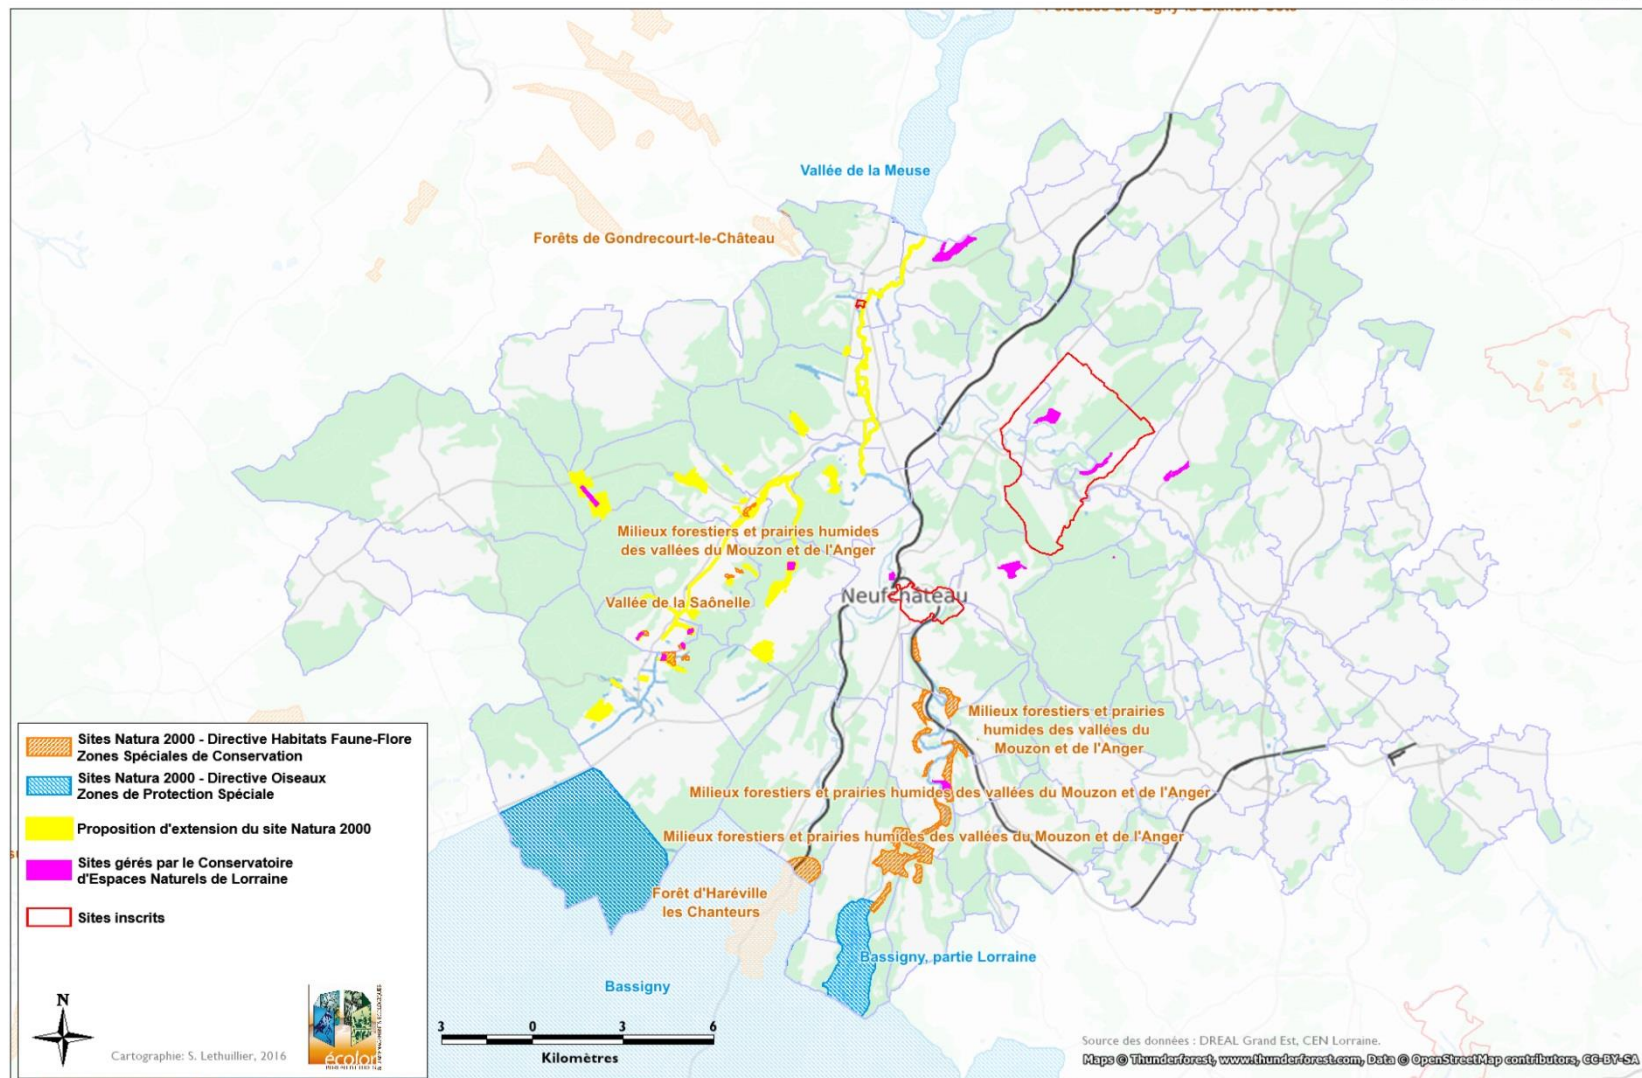 Pelouses de Pagny-la-Blanche-Côte
Vallée de la Meuse
Forêts de Gondrecourt-le-Château
Milieux forestiers et prairies humides
des vallées du Mouzon et de l'Anger
Neufchâteau
Vallée de la Saônelle
Milieux forestiers et prairies
humides des vallées du
Mouzon et de l'Anger
Milieux forestiers et prairies humides des vallées du Mouzon et de l'Anger
Milieux forestiers et prairies humides des vallées du Mouzon et de l'Anger
Forêt d'Haréville
les Chanteurs
Bassigny, partie Lorraine
Bassigny
Sites Natura 2000 - Directive Habitats Faune-Flore
Zones Spéciales de Conservation
Sites Natura 2000 - Directive Oiseaux
Zones de Protection Spéciale
Proposition d'extension du site Natura 2000
Sites gérés par le Conservatoire
d'Espaces Naturels de Lorraine
Sites inscrits
N
Cartographie: S. Lethuillier, 2016
écolor
3 0 3 6
Kilomètres
Source des données : DREAL Grand Est, CEN Lorraine.
Maps © Thunderforest, www.thunderforest.com, Data © OpenStreetMap contributors, CC-BY-SA